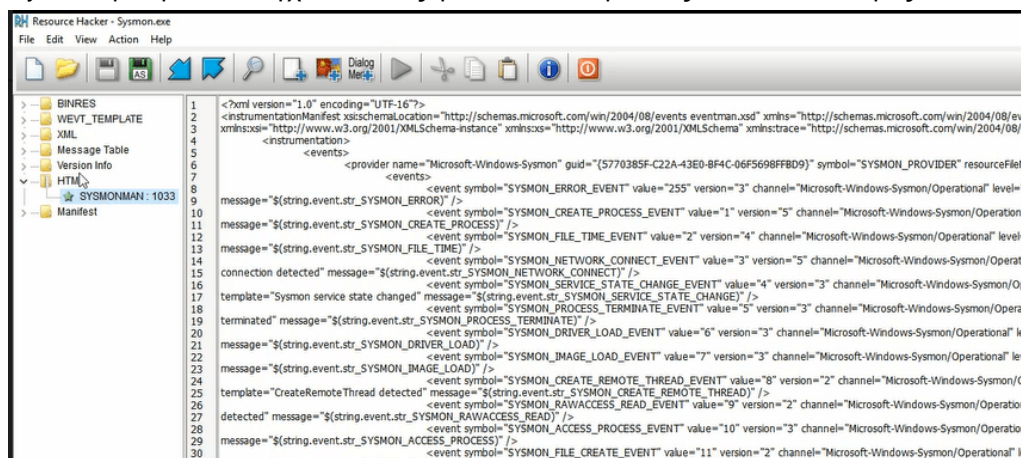 Resource Hacker - Sysmon.exe
File Edit View Action Help
AS
Dialog
Merk
BINRES
WEVT_TEMPLATE
XML
Message Table
Version Info
HTML
SYSMONMAN : 1033
Manifest
1 <?xml version="1.0" encoding="UTF-16"?>
2 <instrumentationManifest xsi:schemaLocation="http://schemas.microsoft.com/win/2004/08/events eventman.xsd" xmlns="http://schemas.microsoft.com/win/2004/08/ev
3 xmlns:xsi="http://www.w3.org/2001/XMLSchema-instance" xmlns:xs="http://www.w3.org/2001/XMLSchema" xmlns:trace="http://schemas.microsoft.com/win/2004/08/
4 <instrumentation>
5 <events>
6 <provider name="Microsoft-Windows-Sysmon" guid="{5770385F-C22A-43E0-BF4C-06F5698FFBD9}" symbol="SYSMON_PROVIDER" resourceFile
7 <events>
8 <event symbol="SYSMON_ERROR_EVENT" value="255" version="3" channel="Microsoft-Windows-Sysmon/Operational" level=
9 message="$(string.event.str_SYSMON_ERROR)" />
10 <event symbol="SYSMON_CREATE_PROCESS_EVENT" value="1" version="5" channel="Microsoft-Windows-Sysmon/Operation
11 message="$(string.event.str_SYSMON_CREATE_PROCESS)" />
12 <event symbol="SYSMON_FILE_TIME_EVENT" value="2" version="4" channel="Microsoft-Windows-Sysmon/Operational" level
13 message="$(string.event.str_SYSMON_FILE_TIME)" />
14 <event symbol="SYSMON_NETWORK_CONNECT_EVENT" value="3" version="5" channel="Microsoft-Windows-Sysmon/Operat
15 connection detected" message="$(string.event.str_SYSMON_NETWORK_CONNECT)" />
16 <event symbol="SYSMON_SERVICE_STATE_CHANGE_EVENT" value="4" version="3" channel="Microsoft-Windows-Sysmon/Op
17 template="Sysmon service state changed" message="$(string.event.str_SYSMON_SERVICE_STATE_CHANGE)" />
18 <event symbol="SYSMON_PROCESS_TERMINATE_EVENT" value="5" version="3" channel="Microsoft-Windows-Sysmon/Opera
19 terminated" message="$(string.event.str_SYSMON_PROCESS_TERMINATE)" />
20 <event symbol="SYSMON_DRIVER_LOAD_EVENT" value="6" version="3" channel="Microsoft-Windows-Sysmon/Operational" l
21 message="$(string.event.str_SYSMON_DRIVER_LOAD)" />
22 <event symbol="SYSMON_IMAGE_LOAD_EVENT" value="7" version="3" channel="Microsoft-Windows-Sysmon/Operational" le
23 message="$(string.event.str_SYSMON_IMAGE_LOAD)" />
24 <event symbol="SYSMON_CREATE_REMOTE_THREAD_EVENT" value="8" version="2" channel="Microsoft-Windows-Sysmon/
25 template="CreateRemoteThread detected" message="$(string.event.str_SYSMON_CREATE_REMOTE_THREAD)" />
26 <event symbol="SYSMON_RAWACCESS_READ_EVENT" value="9" version="2" channel="Microsoft-Windows-Sysmon/Operatio
27 detected" message="$(string.event.str_SYSMON_RAWACCESS_READ)" />
28 <event symbol="SYSMON_ACCESS_PROCESS_EVENT" value="10" version="3" channel="Microsoft-Windows-Sysmon/Operatio
29 message="$(string.event.str_SYSMON_ACCESS_PROCESS)" />
30 <event symbol="SYSMON_FILE_CREATE_EVENT" value="11" version="2" channel="Microsoft-Windows-Sysmon/Operational" l